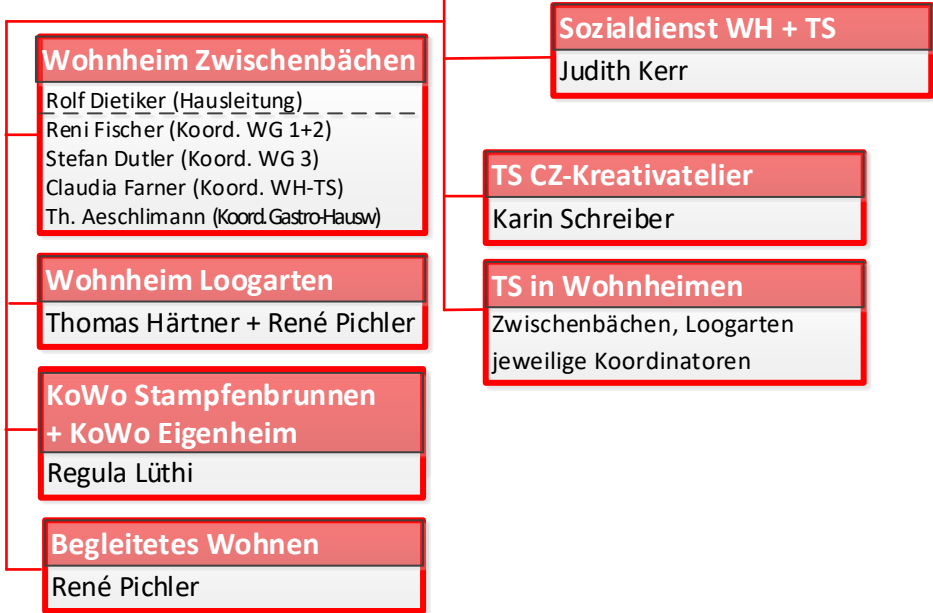 Wohnheim Zwischenbächen
Rolf Dietiker (Hausleitung)
Reni Fischer (Koord. WG 1+2)
Stefan Dutler (Koord. WG 3)
Claudia Farner (Koord. WH-TS)
Th. Aeschlimann (Koord. Gastro-Hausw)
Wohnheim Loogarten
Thomas Härtner + René Pichler
KoWo Stampfenbrunnen
+ KoWo Eigenheim
Regula Lüthi
Begleitetes Wohnen
René Pichler
Sozialdienst WH + TS
Judith Kerr
TS CZ-Kreativatelier
Karin Schreiber
TS in Wohnheimen
Zwischenbächen, Loogarten
jeweilige Koordinatoren